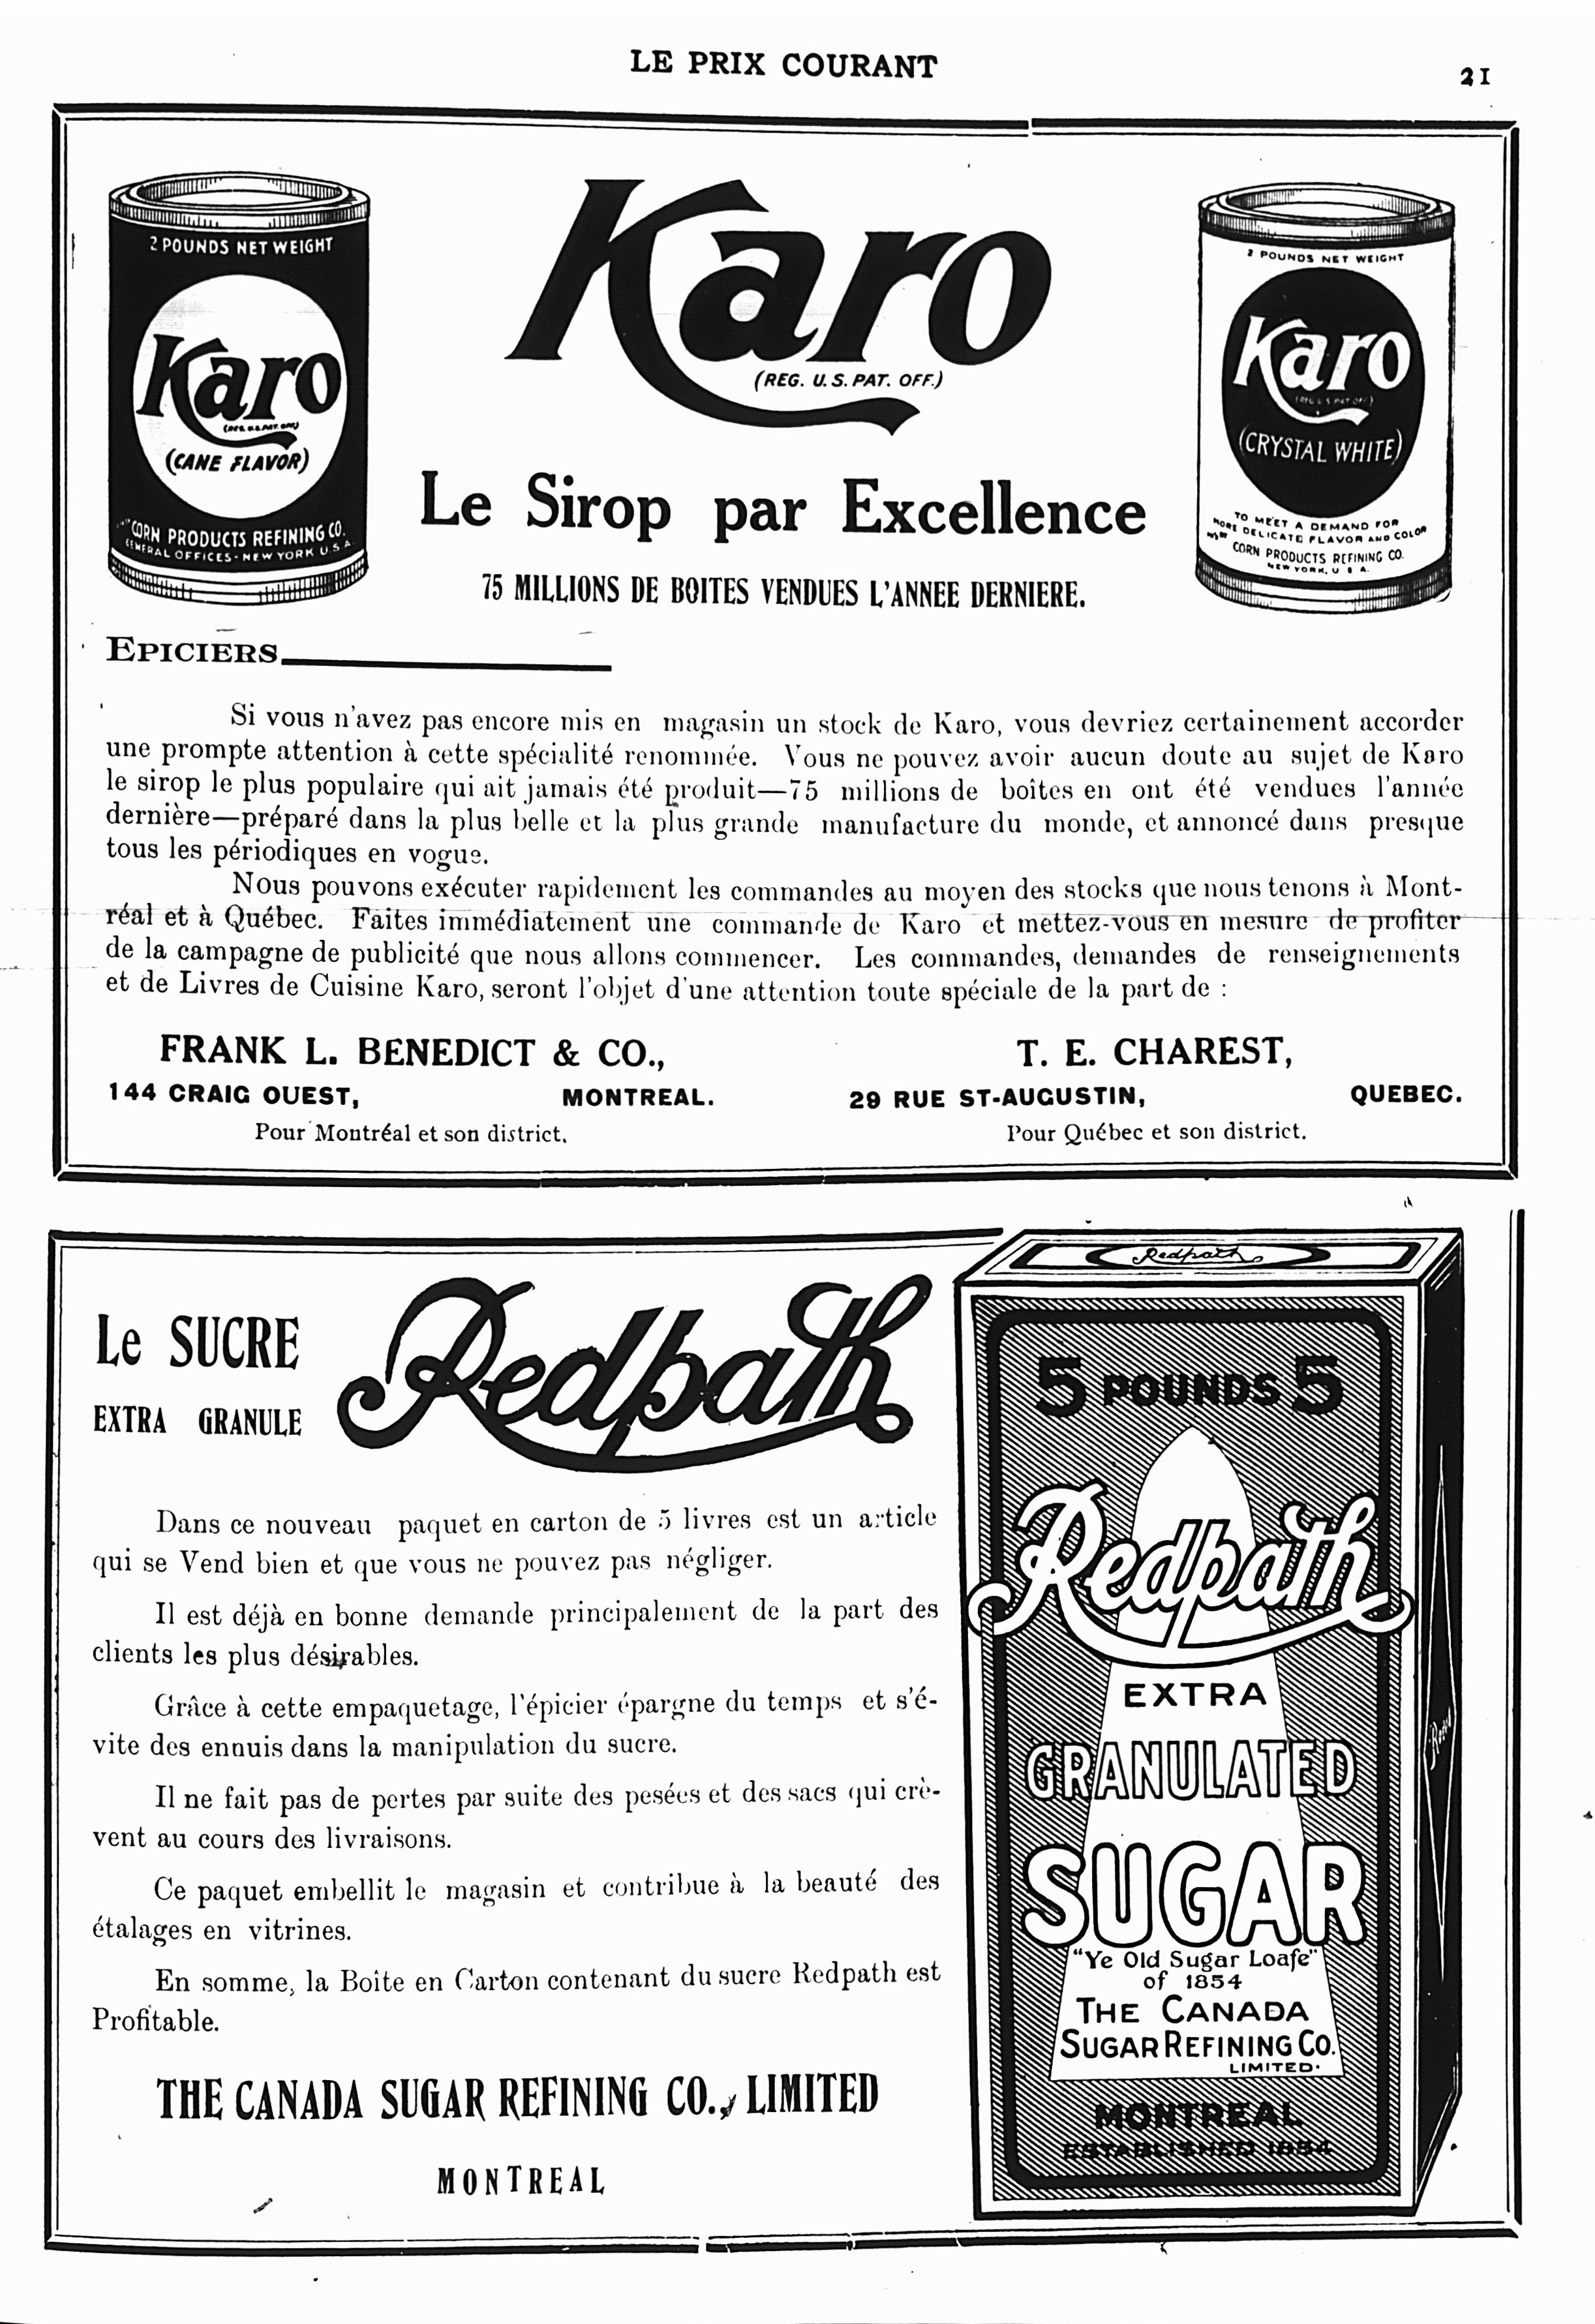 LE PRIX COURANT
21
2 POUNDS NET WEIGHT
Karo
(REG. U.S. PAT. OFF.)
(CANE FLAVOR)
CORN PRODUCTS REFINING CO.
GENERAL OFFICES - NEW YORK U.S.A.
Karo
(REG. U.S. PAT. OFF.)
2 POUNDS NET WEIGHT
Karo
(REG. U.S. PAT. OFF.)
(CRYSTAL WHITE)
TO MEET A DEMAND FOR
MORE DELICATE FLAVOR AND COLOR
CORN PRODUCTS REFINING CO.
NEW YORK, U S A.
Le Sirop par Excellence
75 MILLIONS DE BOITES VENDUES L'ANNEE DERNIERE.
EPICIERS
Si vous n'avez pas encore mis en magasin un stock de Karo, vous devriez certainement accorder
une prompte attention à cette spécialité renommée. Vous ne pouvez avoir aucun doute au sujet de Karo
le sirop le plus populaire qui ait jamais été produit—75 millions de boîtes en ont été vendues l'année
dernière—préparé dans la plus belle et la plus grande manufacture du monde, et annoncé dans presque
tous les périodiques en vogue.
Nous pouvons exécuter rapidement les commandes au moyen des stocks que nous tenons à Mont-
réal et à Québec. Faites immédiatement une commande de Karo et mettez-vous en mesure de profiter
de la campagne de publicité que nous allons commencer. Les commandes, demandes de renseignements
et de Livres de Cuisine Karo, seront l'objet d'une attention toute spéciale de la part de :
FRANK L. BENEDICT & CO.,
144 CRAIG OUEST, MONTREAL.
Pour Montréal et son district.
T. E. CHAREST,
29 RUE ST-AUGUSTIN, QUEBEC.
Pour Québec et son district.
Le SUCRE
EXTRA GRANULE
Redpath
Dans ce nouveau paquet en carton de 5 livres est un article
qui se Vend bien et que vous ne pouvez pas négliger.
Il est déjà en bonne demande principalement de la part des
clients les plus désirables.
Grâce à cette empaquetage, l'épicier épargne du temps et s'é-
vite des ennuis dans la manipulation du sucre.
Il ne fait pas de pertes par suite des pesées et des sacs qui crè-
vent au cours des livraisons.
Ce paquet embellit le magasin et contribue à la beauté des
étalages en vitrines.
En somme, la Boîte en Carton contenant du sucre Redpath est
Profitable.
THE CANADA SUGAR REFINING CO., LIMITED
MONTREAL
Redpath
5 POUNDS 5
Redpath
EXTRA
GRANULATED
SUGAR
"Ye Old Sugar Loafe"
of 1854
THE CANADA
SUGAR REFINING CO.
LIMITED.
MONTREAL
ESTABLISHED 1854